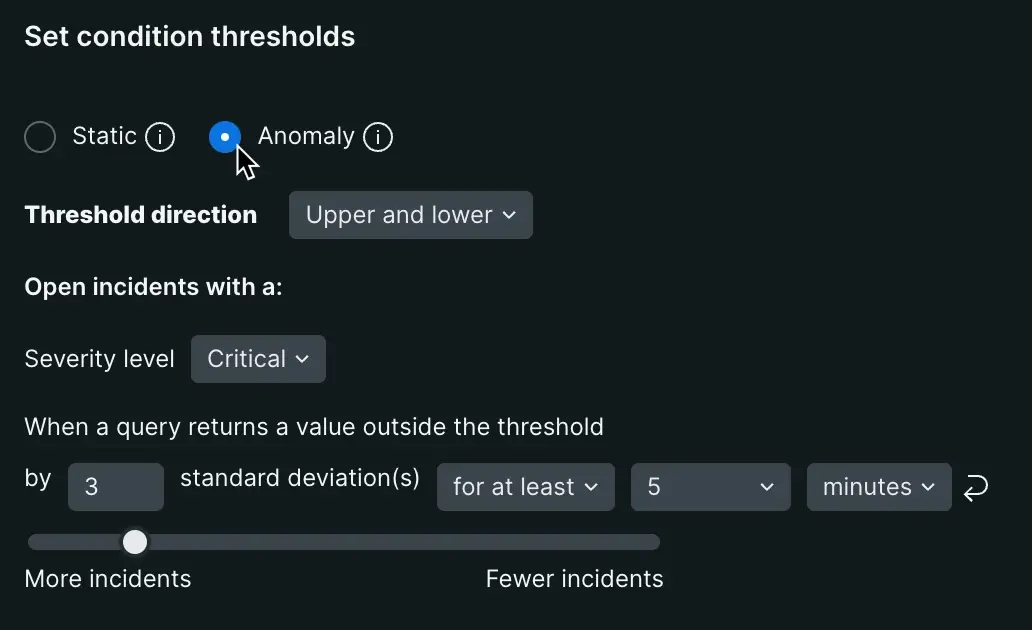 Set condition thresholds
Static i Anomaly i
Threshold direction Upper and lower
Open incidents with a:
Severity level Critical
When a query returns a value outside the threshold
by 3 standard deviation(s) for at least 5 minutes
More incidents Fewer incidents